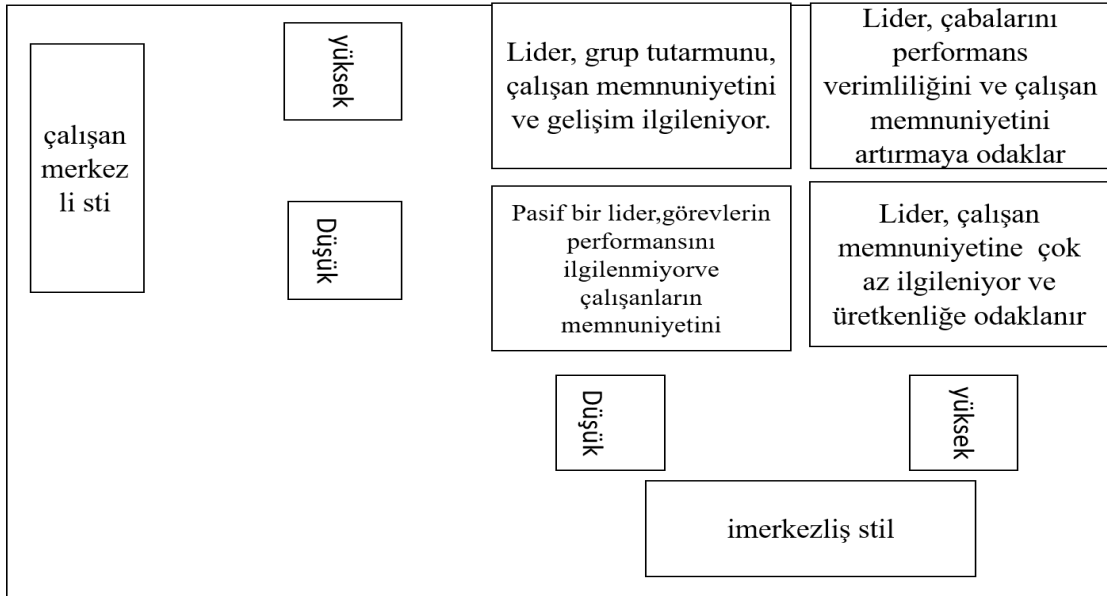 çalışan
merkez
li sti
yüksek
Düşük
Lider, grup tutarmunu,
çalışan memnuniyetini
ve gelişim ilgileniyor.
Lider, çabalarını
performans
verimliliğini ve çalışan
memnuniyetini
artırmaya odaklar
Pasif bir lider,görevlerin
performansını
ilgilenmiyorve
çalışanların
memnuniyetini
Lider, çalışan
memnuniyetine çok
az ilgileniyor ve
üretkenliğe odaklanır
Düşük
yüksek
imerkezliş stil